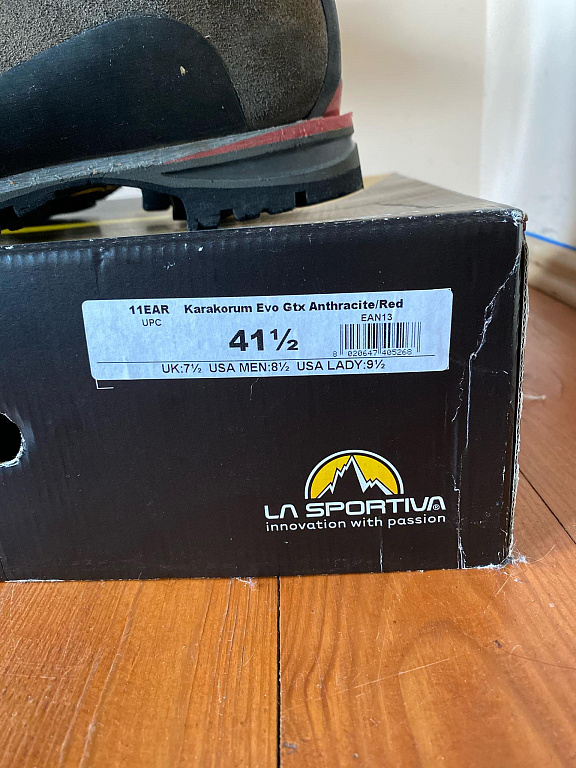 11EAR Karakorum Evo Gtx Anthracite/Red
UPC EAN13
41½
8 020647 405268
UK:7½ USA MEN:8½ USA LADY:9½
LA SPORTIVA®
innovation with passion